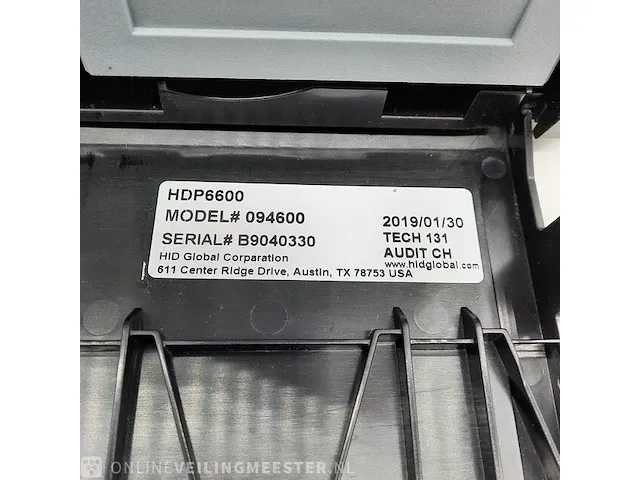 HDP6600
MODEL# 094600
SERIAL# B9040330
HID Global Corporation
611 Center Ridge Drive, Austin, TX 78753 USA
2019/01/30
TECH 131
AUDIT CH
www.hidglobal.com
ONLINEVEILINGMEESTER.NL